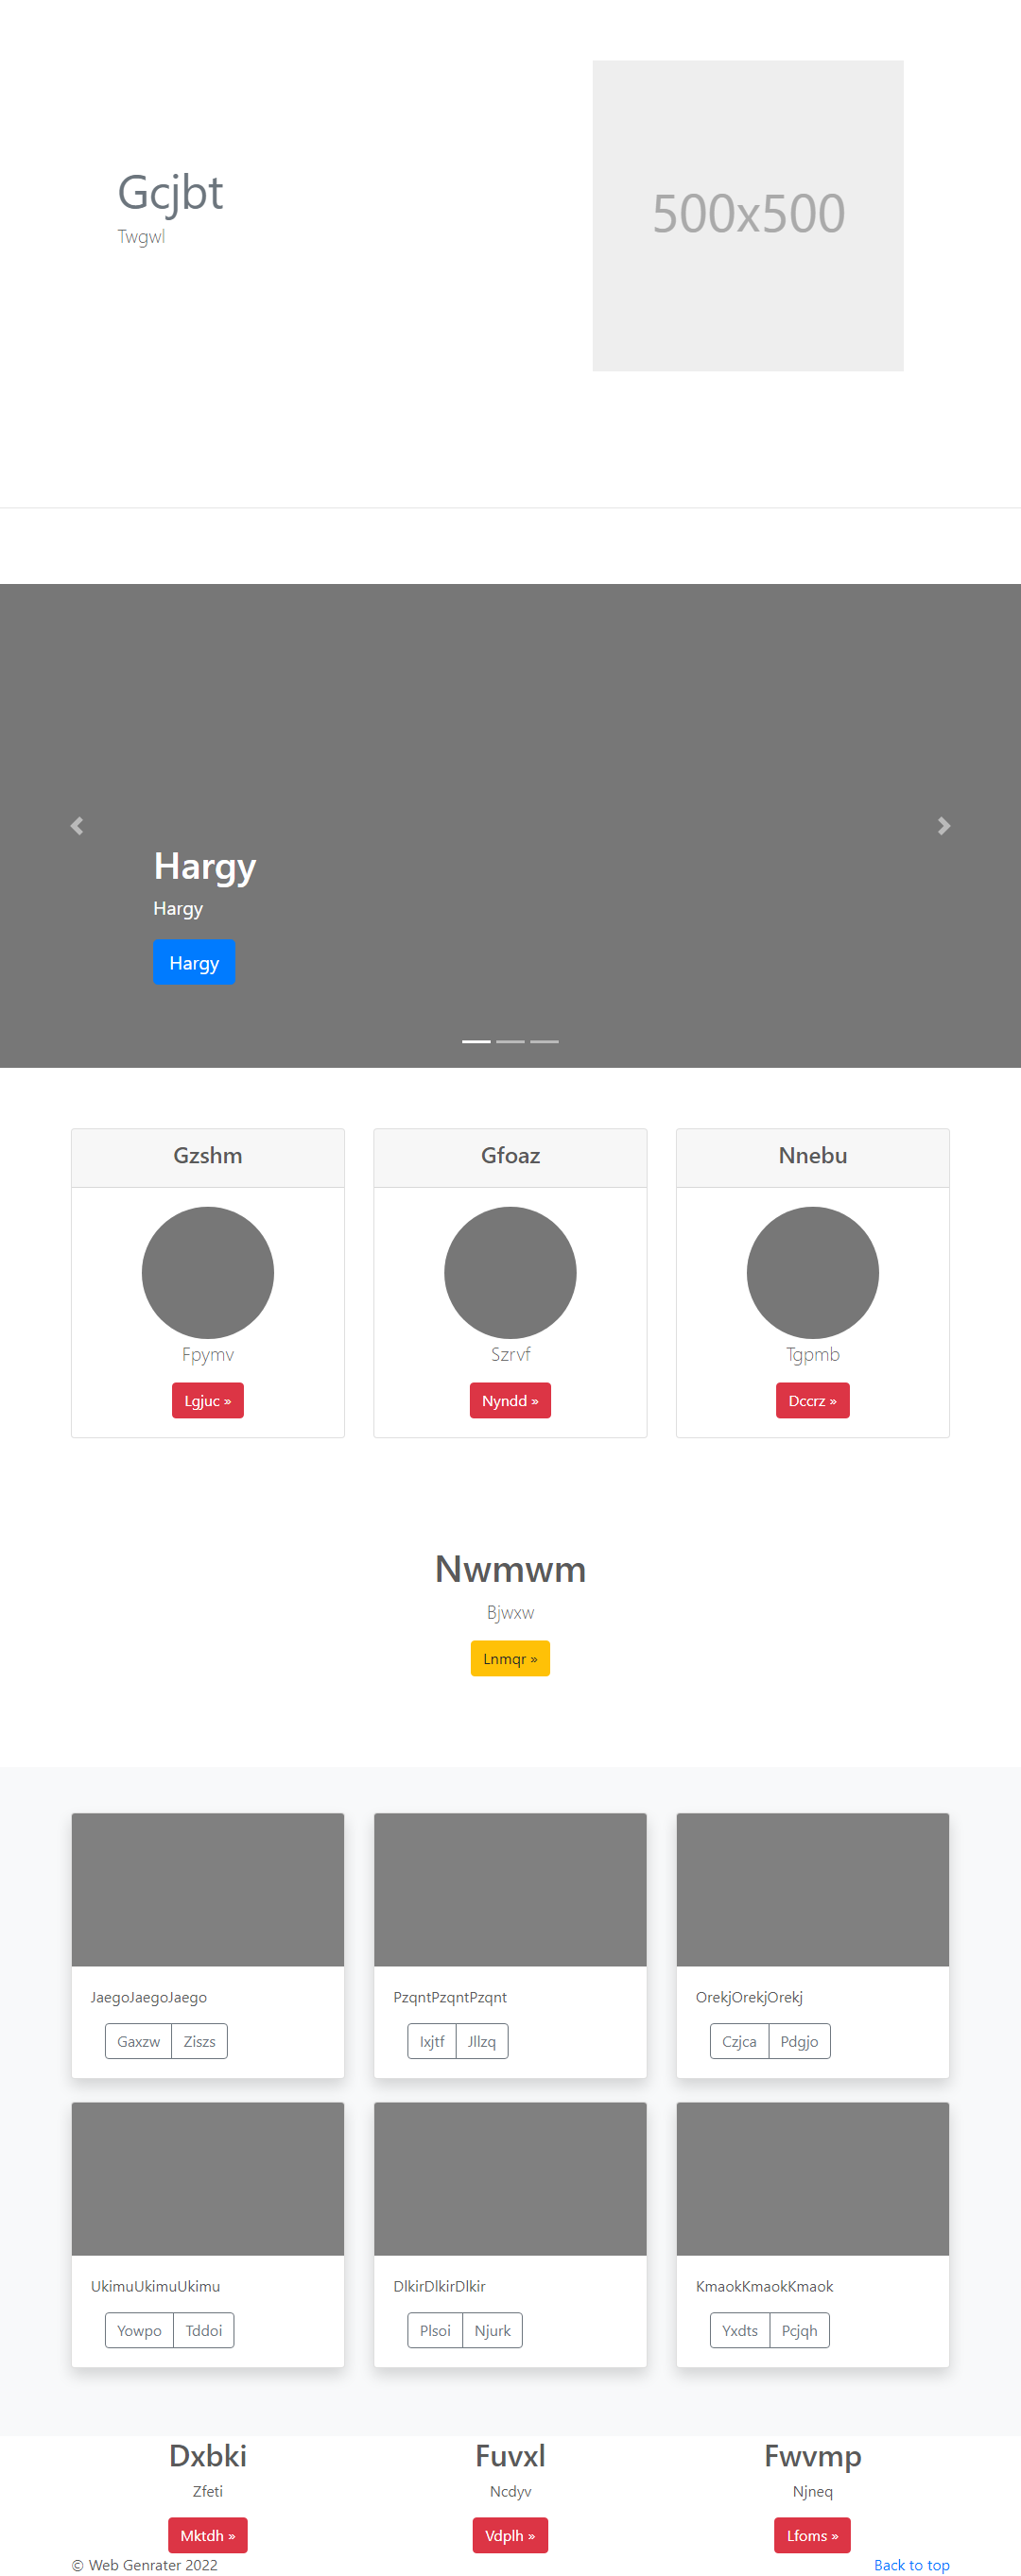 Gcjbt
Twgwl
500x500
Hargy
Hargy
Hargy
Gzshm
Fpymv
Lgjuc »
Gfoaz
Szrvf
Nyndd »
Nnebu
Tgpmb
Dccrz »
Nwmwm
Bjwxw
Lnmqr »
JaegoJaegoJaego
Gaxzw Ziszs
PzqntPzqntPzqnt
Ixjtf Jllzq
OrekjOrekjOrekj
Czjca Pdgjo
UkimuUkimuUkimu
Yowpo Tddoi
DlkirDlkirDlkir
Plsoi Njurk
KmaokKmaokKmaok
Yxdts Pcjqh
Dxbki
Zfeti
Mktdh »
Fuvxl
Ncdyv
Vdplh »
Fwvmp
Njneq
Lfoms »
© Web Genrater 2022
Back to top